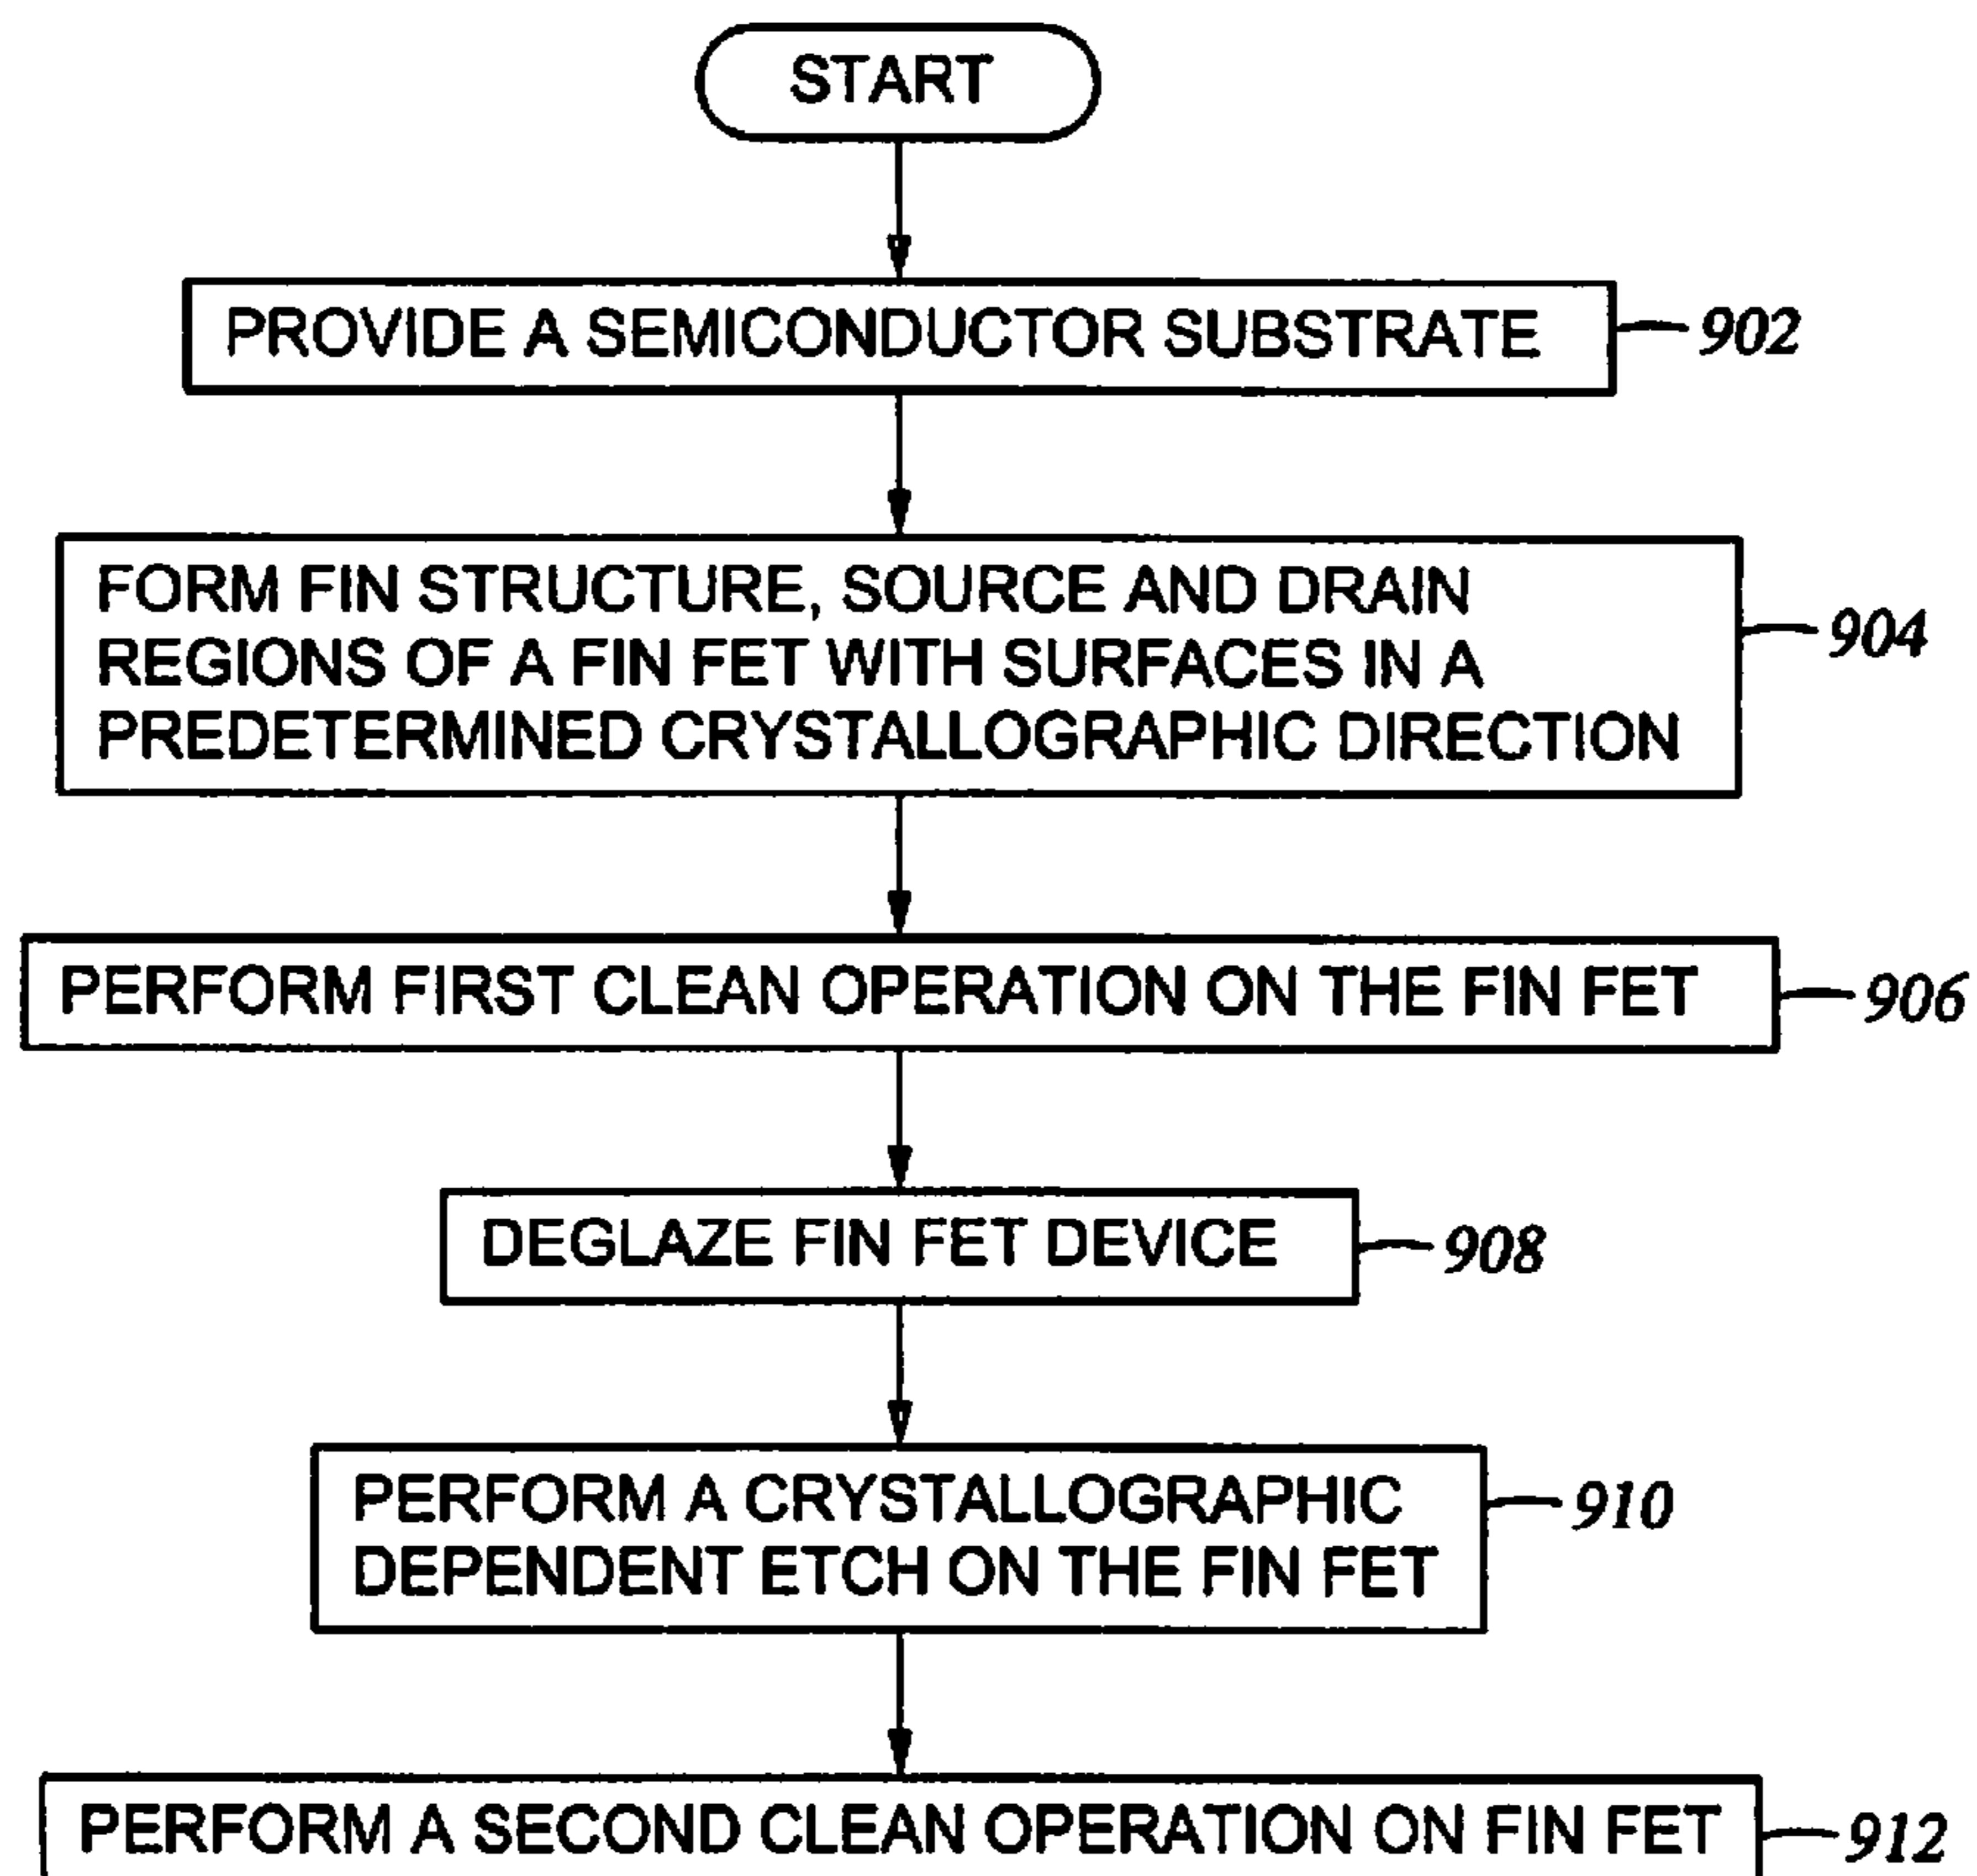 START
PROVIDE A SEMICONDUCTOR SUBSTRATE
902
FORM FIN STRUCTURE, SOURCE AND DRAIN
REGIONS OF A FIN FET WITH SURFACES IN A
PREDETERMINED CRYSTALLOGRAPHIC DIRECTION
904
PERFORM FIRST CLEAN OPERATION ON THE FIN FET
906
DEGLAZE FIN FET DEVICE
908
PERFORM A CRYSTALLOGRAPHIC
DEPENDENT ETCH ON THE FIN FET
910
PERFORM A SECOND CLEAN OPERATION ON FIN FET
912